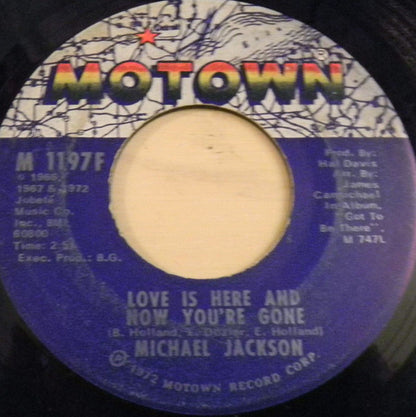 MOTOWN
M 1197F
© 1966,
1967 & 1972
Jobete
Music Co.
Inc., BMI
60800
Time: 2:51
Exec. Prod.: B.G.
Prod. By:
Hal Davis
Arr. By:
James
Carmichael
In Album,
"Got To
Be There",
M 747L
LOVE IS HERE AND
NOW YOU'RE GONE
(B. Holland, L. Dozier, E. Holland)
MICHAEL JACKSON
Ⓟ 1972 MOTOWN RECORD CORP.